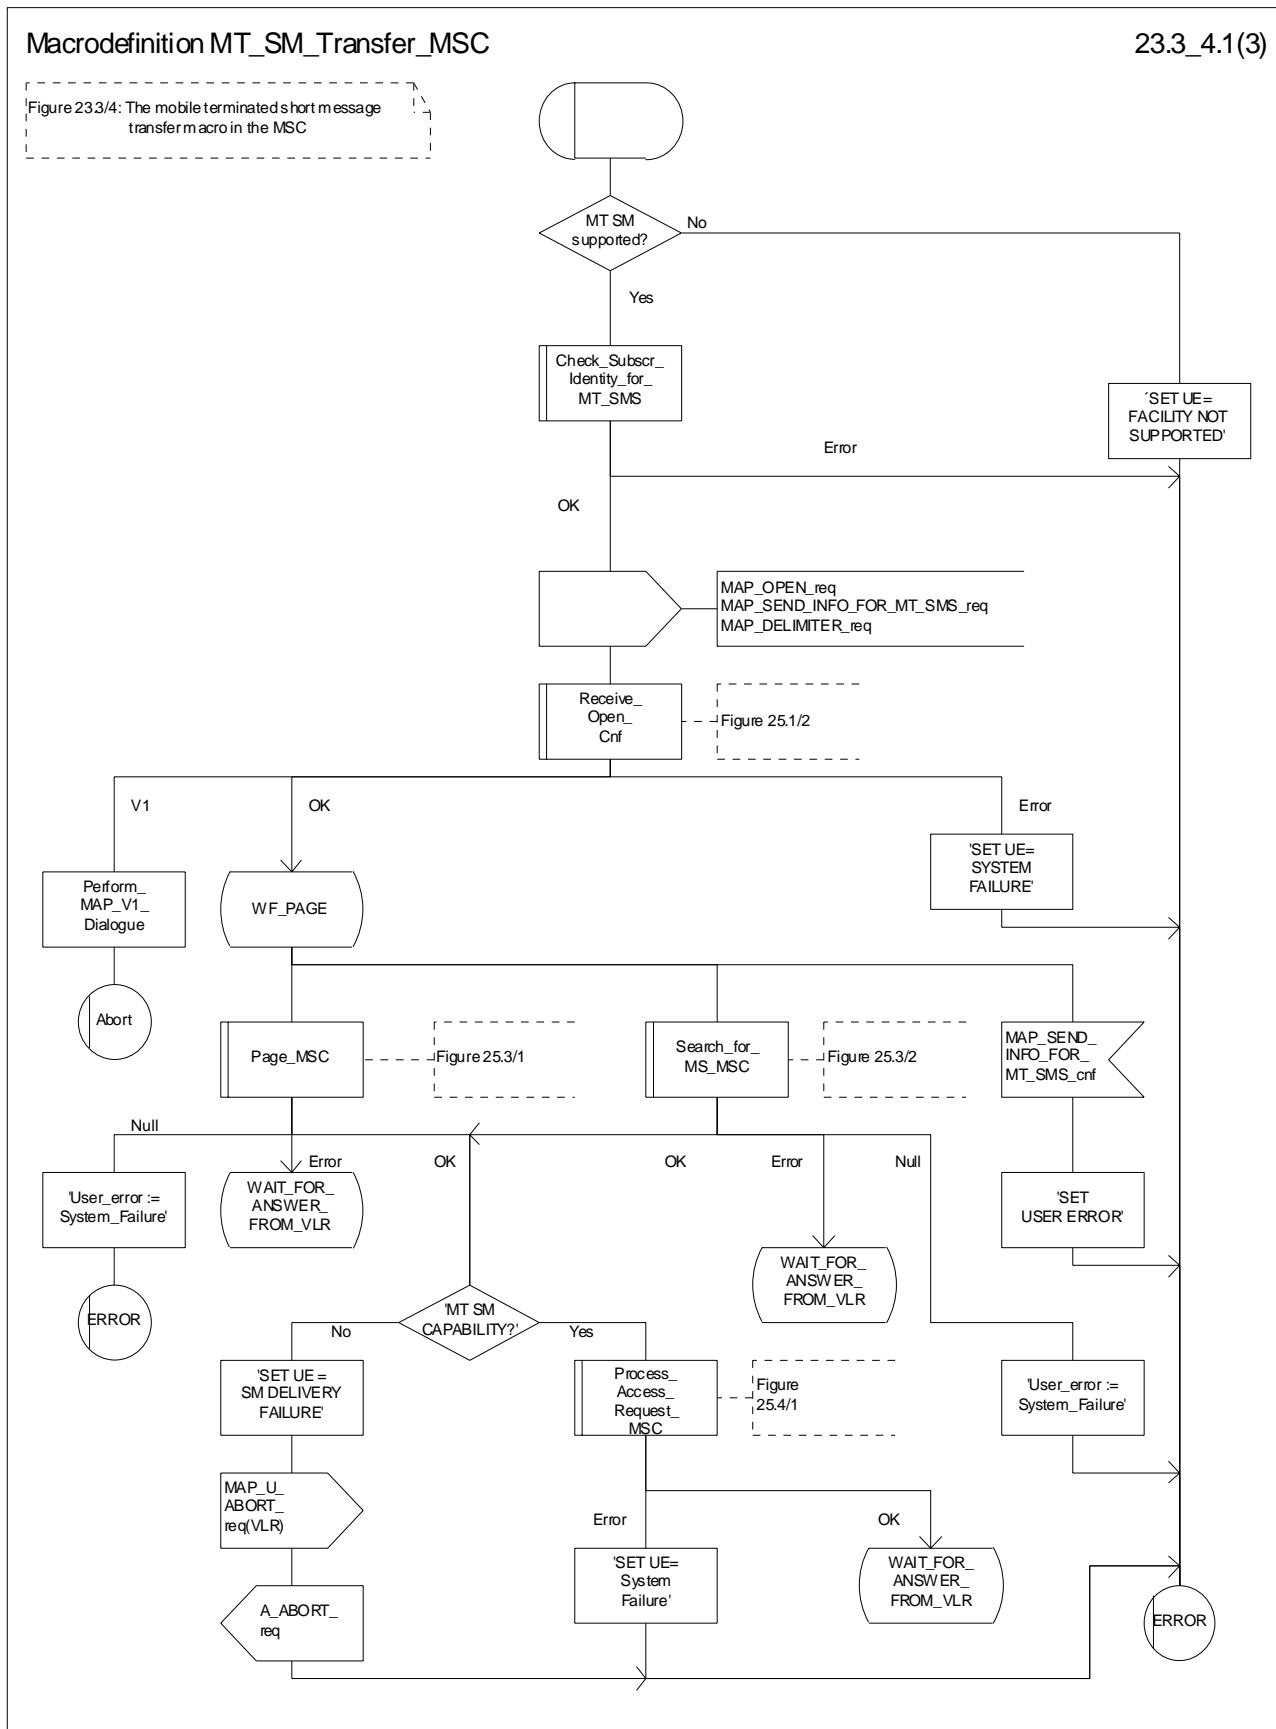 Macrodefinition MT_SM_Transfer_MSC
23.3_4.1(3)
Figure 23.3/4: The mobile terminated short message
transfer macro in the MSC
MT SM
supported?
No
Yes
Check_Subscr_
Identity_for_
MT_SMS
´SET UE=
FACILITY NOT
SUPPORTED'
Error
OK
MAP_OPEN_req
MAP_SEND_INFO_FOR_MT_SMS_req
MAP_DELIMITER_req
Receive_
Open_
Cnf
Figure 25.1/2
V1
OK
Error
'SET UE=
SYSTEM
FAILURE'
Perform_
MAP_V1_
Dialogue
WF_PAGE
Abort
Page_MSC
Figure 25.3/1
Search_for_
MS_MSC
Figure 25.3/2
MAP_SEND_
INFO_FOR_
MT_SMS_cnf
Null
Error
OK
OK
Error
Null
'User_error :=
System_Failure'
WAIT_FOR_
ANSWER_
FROM_VLR
'SET
USER ERROR'
WAIT_FOR_
ANSWER_
FROM_VLR
ERROR
'MT SM
CAPABILITY?'
No
Yes
'SET UE =
SM DELIVERY
FAILURE'
Process_
Access_
Request_
MSC
Figure
25.4/1
'User_error :=
System_Failure'
MAP_U_
ABORT_
req(VLR)
Error
OK
'SET UE=
System
Failure'
WAIT_FOR_
ANSWER_
FROM_VLR
A_ABORT_
req
ERROR